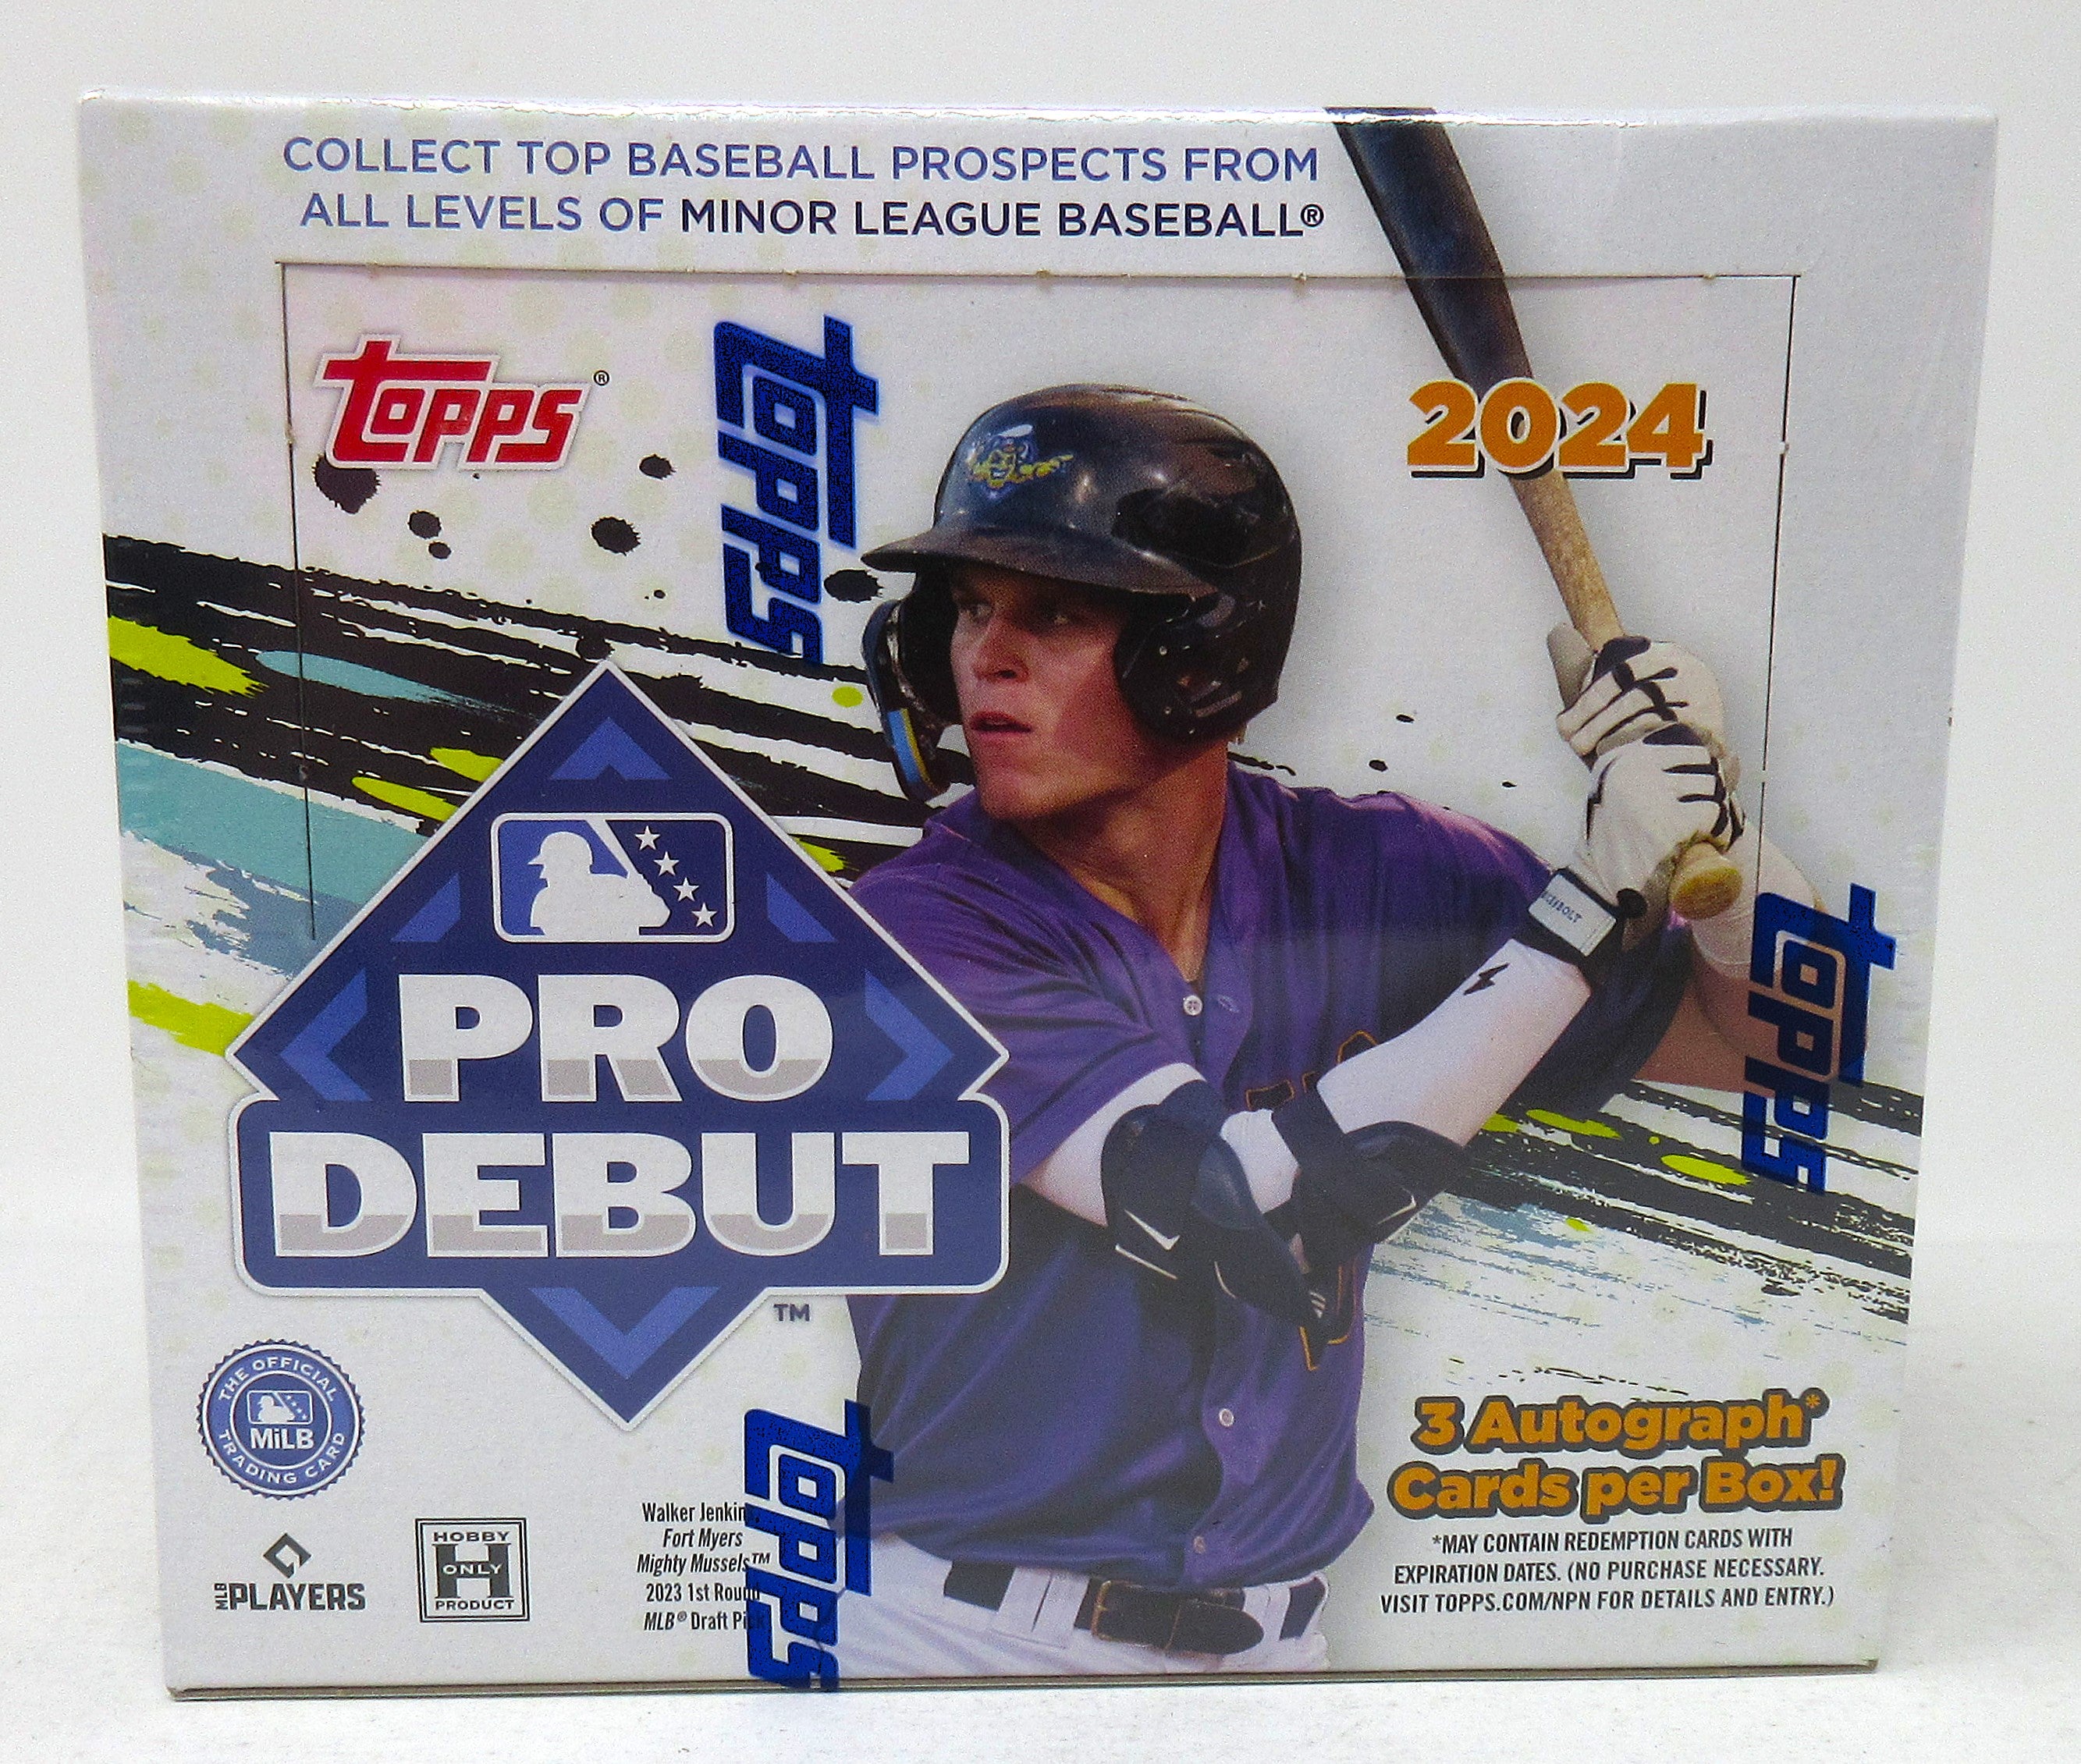 COLLECT TOP BASEBALL PROSPECTS FROM
ALL LEVELS OF MINOR LEAGUE BASEBALL®
TOPPS®
TOPPS
2024
PRO
DEBUT
™
TOPPS
THE OFFICIAL
MiLB
TRADING CARD
MLB PLAYERS
HOBBY
H
ONLY
PRODUCT
Walker Jenkin
Fort Myers
Mighty Mussels™
2023 1st Round
MLB® Draft Pick
TOPPS
3 Autograph*
Cards per Box!
*MAY CONTAIN REDEMPTION CARDS WITH
EXPIRATION DATES. (NO PURCHASE NECESSARY.
VISIT TOPPS.COM/NPN FOR DETAILS AND ENTRY.)